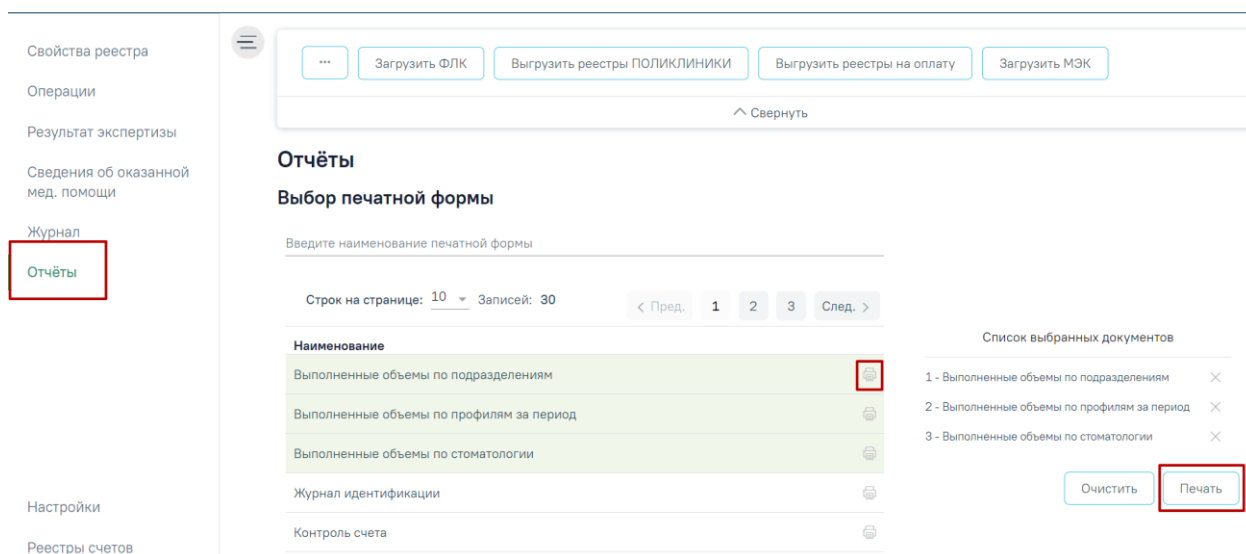 Свойства реестра
Операции
Результат экспертизы
Сведения об оказанной
мед. помощи
Журнал
Отчёты
Настройки
Реестры счетов
... Загрузить ФЛК Выгрузить реестры ПОЛИКЛИНИКИ Выгрузить реестры на оплату Загрузить МЭК
Свернуть
Отчёты
Выбор печатной формы
Введите наименование печатной формы
Строк на странице: 10 Записей: 30 < Пред. 1 2 3 След. >
Наименование
Выполненные объемы по подразделениям
Выполненные объемы по профилям за период
Выполненные объемы по стоматологии
Журнал идентификации
Контроль счета
Список выбранных документов
1 - Выполненные объемы по подразделениям
2 - Выполненные объемы по профилям за период
3 - Выполненные объемы по стоматологии
Очистить Печать